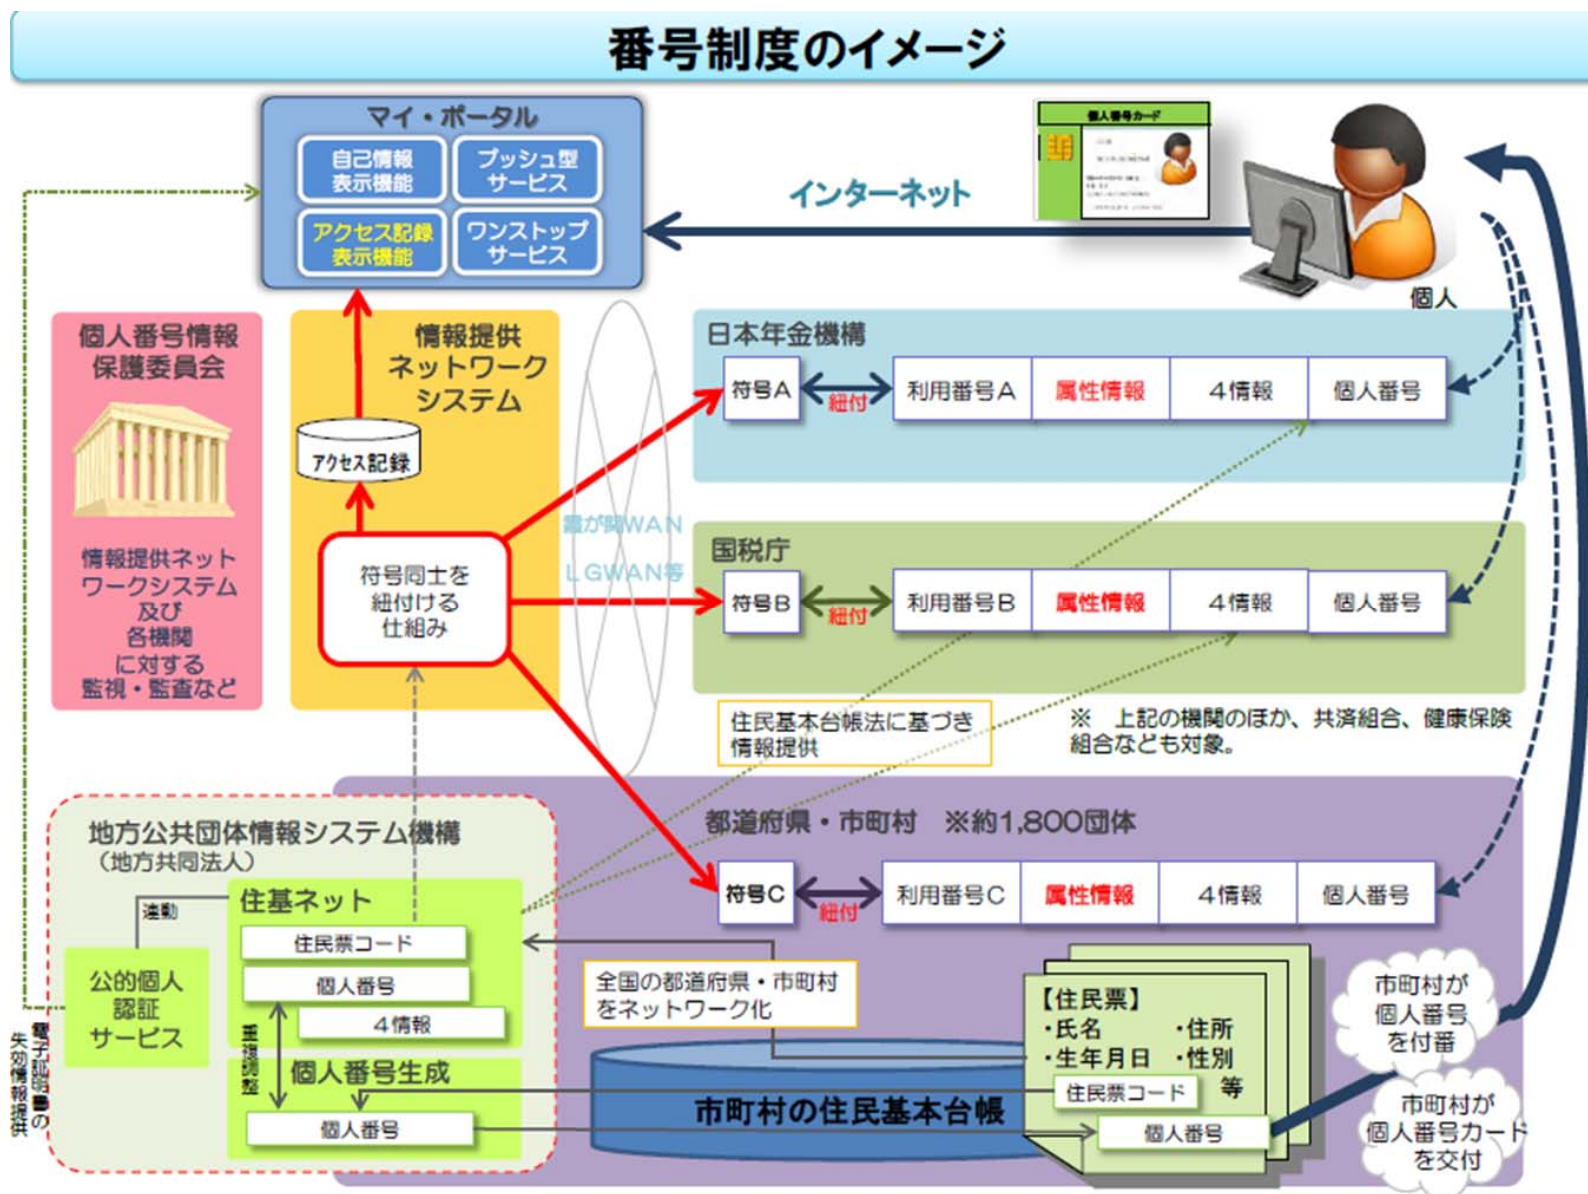 番号制度のイメージ
マイ・ポータル
自己情報
表示機能
プッシュ型
サービス
アクセス記録
表示機能
ワンストップ
サービス
インターネット
個人番号カード
個人
個人番号情報
保護委員会
情報提供ネット
ワークシステム
及び
各機関
に対する
監視・監査など
情報提供
ネットワーク
システム
アクセス記録
符号同士を
紐付ける
仕組み
霞が関WAN
LGWAN等
日本年金機構
符号A
紐付
利用番号A
属性情報
4情報
個人番号
国税庁
符号B
紐付
利用番号B
属性情報
4情報
個人番号
住民基本台帳法に基づき
情報提供
※　上記の機関のほか、共済組合、健康保険
組合なども対象。
都道府県・市町村　※約1,800団体
符号C
紐付
利用番号C
属性情報
4情報
個人番号
地方公共団体情報システム機構
（地方共同法人）
連動
住基ネット
住民票コード
個人番号
4情報
公的個人
認証
サービス
重複調整
個人番号生成
個人番号
電子証明書の
失効情報提供
全国の都道府県・市町村
をネットワーク化
市町村の住民基本台帳
【住民票】
・氏名　・住所
・生年月日　・性別
等
住民票コード
個人番号
市町村が
個人番号
を付番
市町村が
個人番号カード
を交付